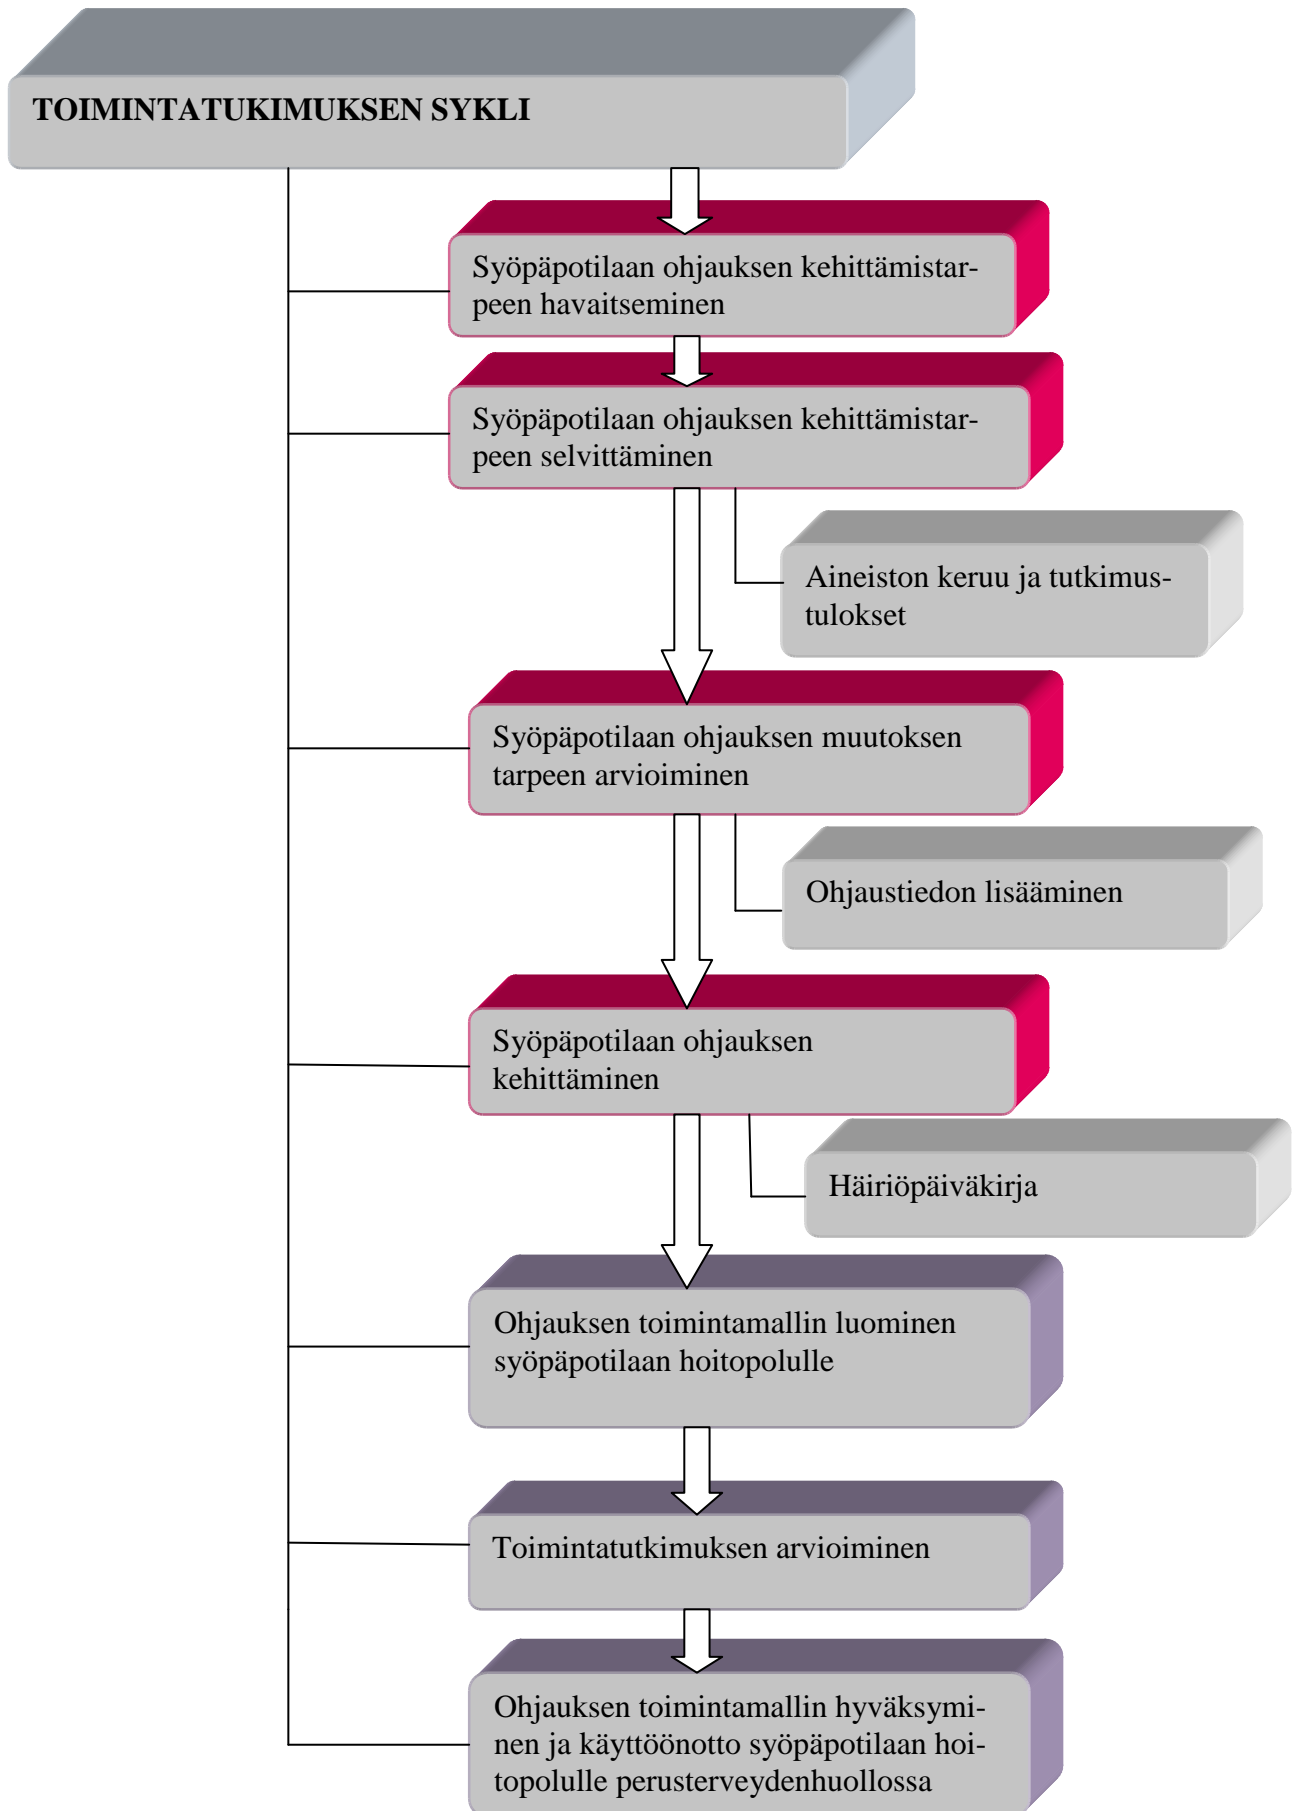 TOIMINTATUKIMUKSEN SYKLI
Syöpäpotilaan ohjauksen kehittämistar-
peen havaitseminen
Syöpäpotilaan ohjauksen kehittämistar-
peen selvittäminen
Aineiston keruu ja tutkimus-
tulokset
Syöpäpotilaan ohjauksen muutoksen
tarpeen arvioiminen
Ohjaustiedon lisääminen
Syöpäpotilaan ohjauksen
kehittäminen
Häiriöpäiväkirja
Ohjauksen toimintamallin luominen
syöpäpotilaan hoitopolulle
Toimintatutkimuksen arvioiminen
Ohjauksen toimintamallin hyväksymi-
nen ja käyttöönotto syöpäpotilaan hoi-
topolulle perusterveydenhuollossa